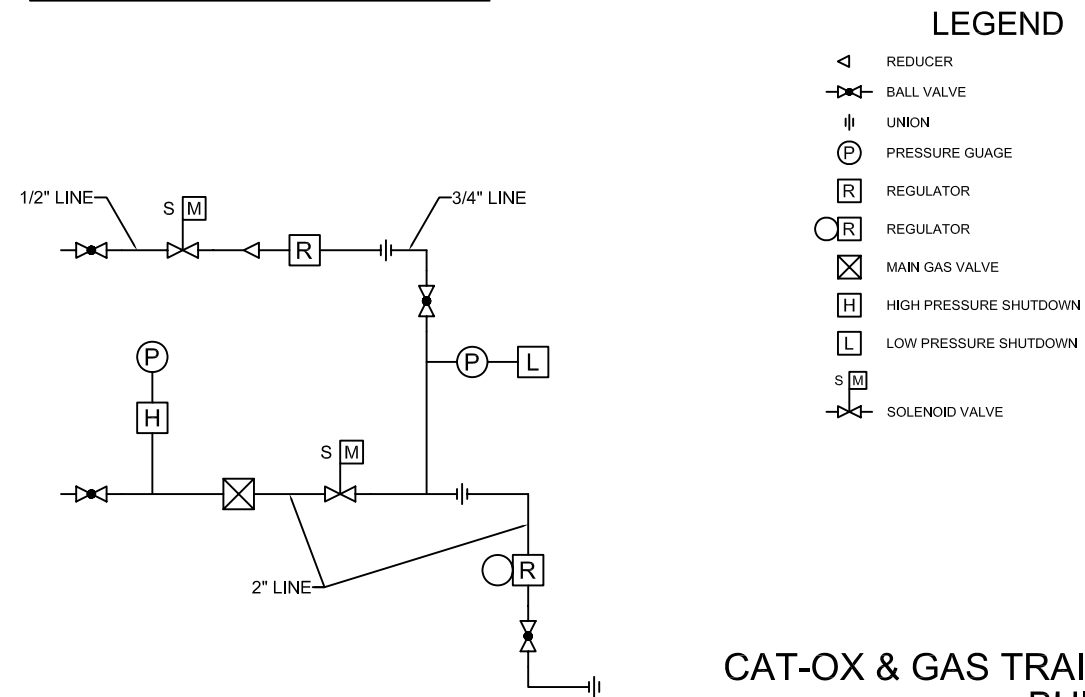 LEGEND
REDUCER
BALL VALVE
UNION
P PRESSURE GUAGE
R REGULATOR
R REGULATOR
MAIN GAS VALVE
H HIGH PRESSURE SHUTDOWN
L LOW PRESSURE SHUTDOWN
S M
SOLENOID VALVE
1/2" LINE
S M
3/4" LINE
R
P
P L
H
S M
2" LINE
R
CAT-OX & GAS